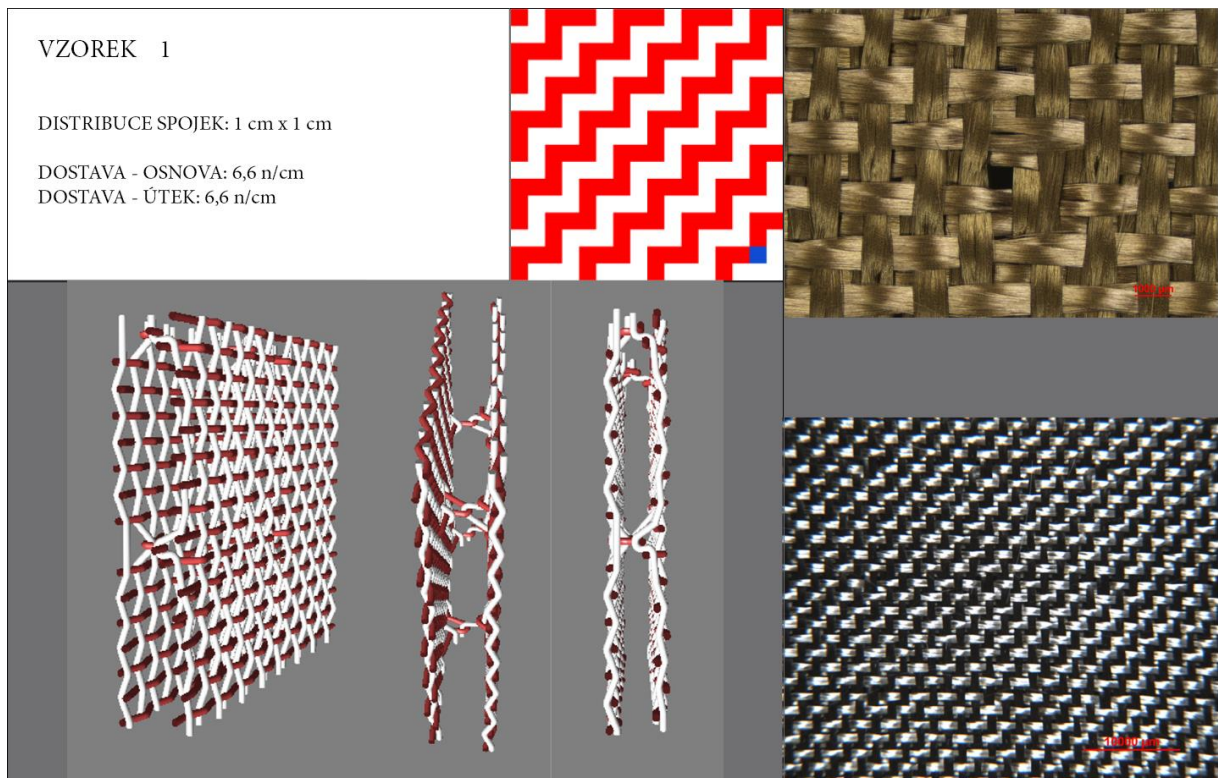 VZOREK 1
DISTRIBUCE SPOJEK: 1 cm x 1 cm
DOSTAVA - OSNOVA: 6,6 n/cm
DOSTAVA - ÚTEK: 6,6 n/cm
10000 µm